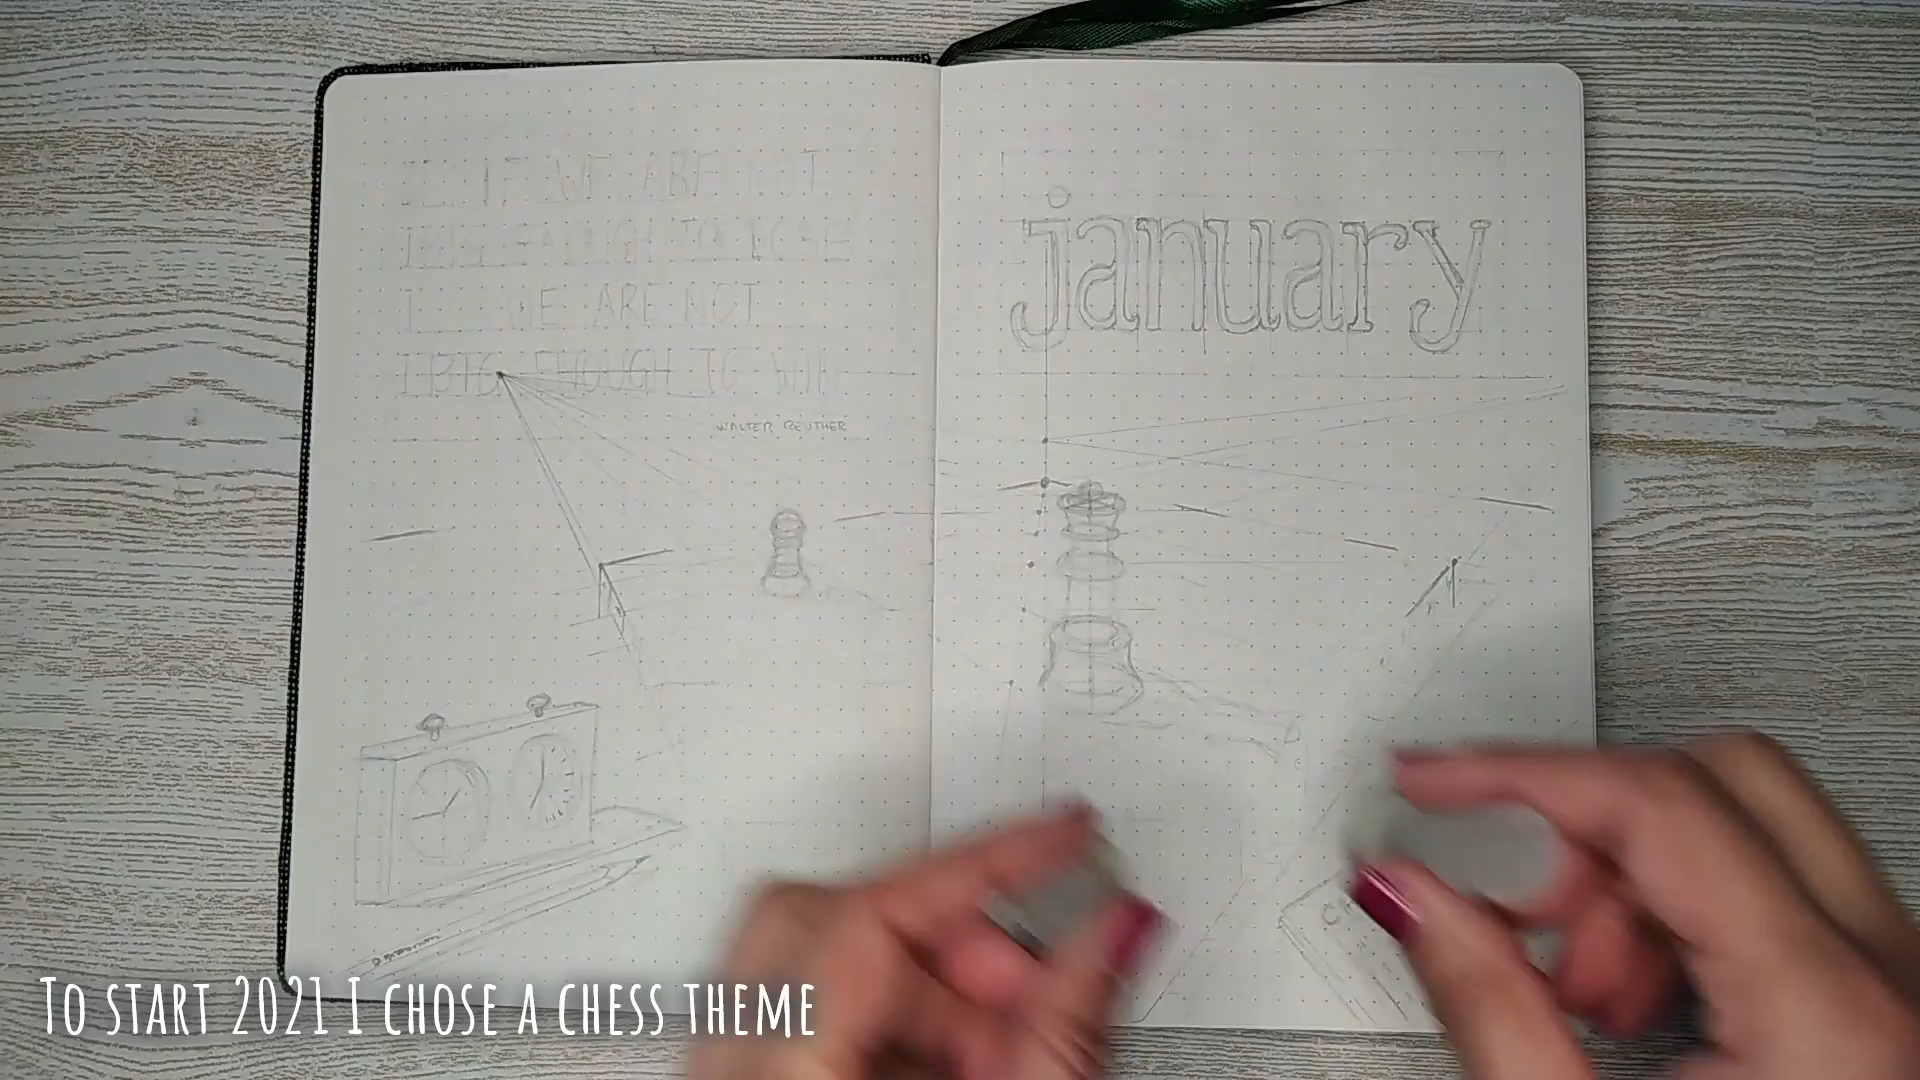 IF WE ARE NOT
BIG ENOUGH TO LOSE
WE ARE NOT
BIG ENOUGH TO WIN
WALTER REUTHER
january
TO START 2021 I CHOSE A CHESS THEME